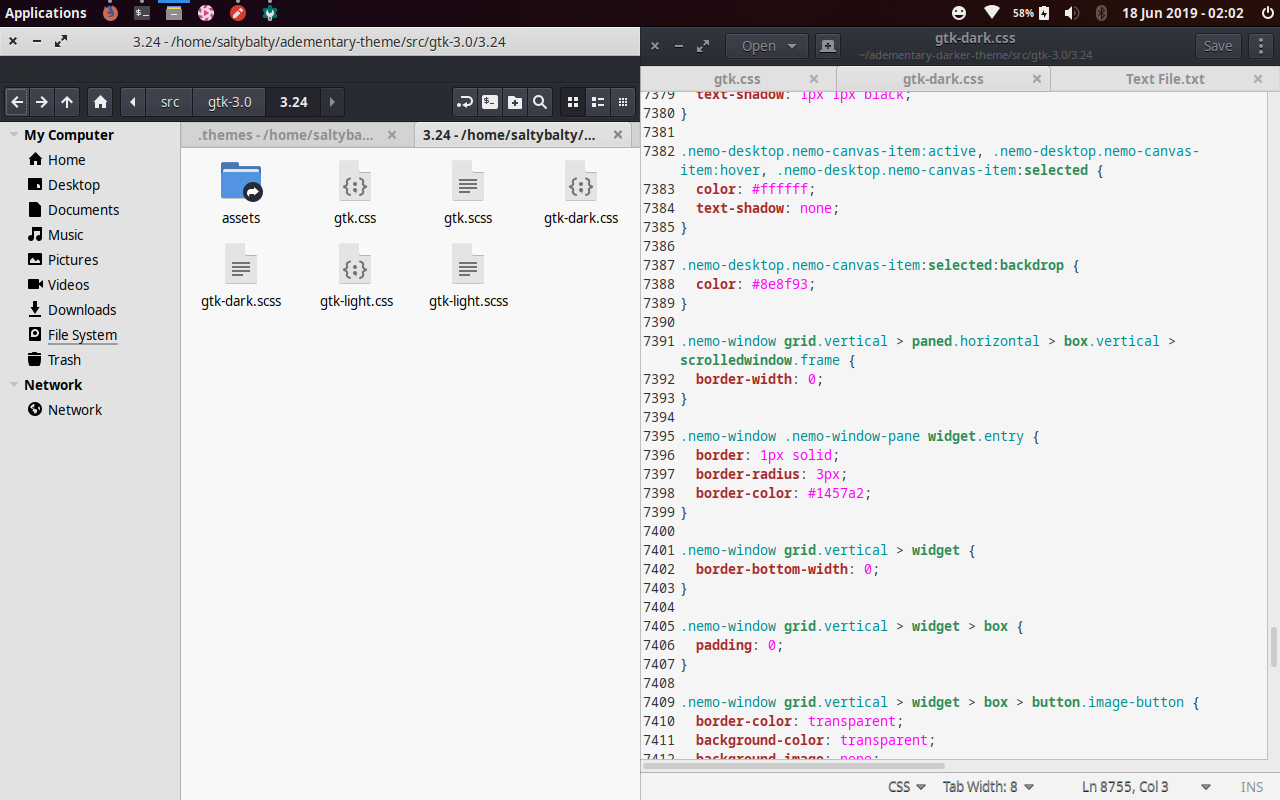 Applications
58%
18 Jun 2019 - 02:02
3.24 - /home/saltybalty/adementary-theme/src/gtk-3.0/3.24
src
gtk-3.0
3.24
My Computer
Home
Desktop
Documents
Music
Pictures
Videos
Downloads
File System
Trash
Network
Network
.themes - /home/saltyba...
3.24 - /home/saltybalty/...
assets
gtk.css
gtk.scss
gtk-dark.css
gtk-dark.scss
gtk-light.css
gtk-light.scss
Open
gtk-dark.css
~/adementary-darker-theme/src/gtk-3.0/3.24
Save
gtk.css
gtk-dark.css
Text File.txt
7379   text-shadow: 1px 1px black;
7380 }
7381
7382 .nemo-desktop.nemo-canvas-item:active, .nemo-desktop.nemo-canvas-
item:hover, .nemo-desktop.nemo-canvas-item:selected {
7383   color: #ffffff;
7384   text-shadow: none;
7385 }
7386
7387 .nemo-desktop.nemo-canvas-item:selected:backdrop {
7388   color: #8e8f93;
7389 }
7390
7391 .nemo-window grid.vertical > paned.horizontal > box.vertical >
scrolledwindow.frame {
7392   border-width: 0;
7393 }
7394
7395 .nemo-window .nemo-window-pane widget.entry {
7396   border: 1px solid;
7397   border-radius: 3px;
7398   border-color: #1457a2;
7399 }
7400
7401 .nemo-window grid.vertical > widget {
7402   border-bottom-width: 0;
7403 }
7404
7405 .nemo-window grid.vertical > widget > box {
7406   padding: 0;
7407 }
7408
7409 .nemo-window grid.vertical > widget > box > button.image-button {
7410   border-color: transparent;
7411   background-color: transparent;
7412   background-image: none;
CSS
Tab Width: 8
Ln 8755, Col 3
INS